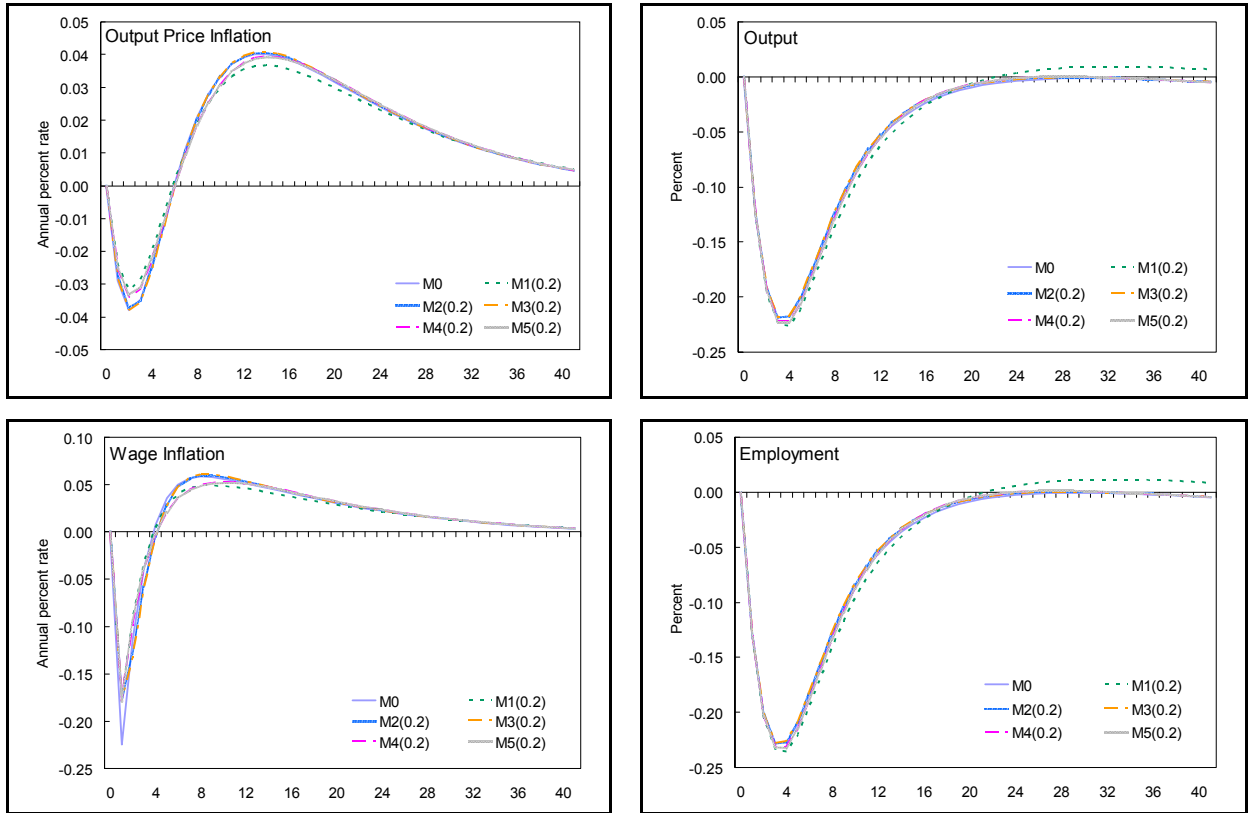 Output Price Inflation
Annual percent rate
0.05
0.04
0.03
0.02
0.01
0.00
-0.01
-0.02
-0.03
-0.04
-0.05
M0 M1(0.2)
M2(0.2) M3(0.2)
M4(0.2) M5(0.2)
0 4 8 12 16 20 24 28 32 36 40
Output
Percent
0.05
0.00
-0.05
-0.10
-0.15
-0.20
-0.25
M0 M1(0.2)
M2(0.2) M3(0.2)
M4(0.2) M5(0.2)
0 4 8 12 16 20 24 28 32 36 40
Wage Inflation
Annual percent rate
0.10
0.05
0.00
-0.05
-0.10
-0.15
-0.20
-0.25
M0 M1(0.2)
M2(0.2) M3(0.2)
M4(0.2) M5(0.2)
0 4 8 12 16 20 24 28 32 36 40
Employment
Percent
0.05
0.00
-0.05
-0.10
-0.15
-0.20
-0.25
M0 M1(0.2)
M2(0.2) M3(0.2)
M4(0.2) M5(0.2)
0 4 8 12 16 20 24 28 32 36 40